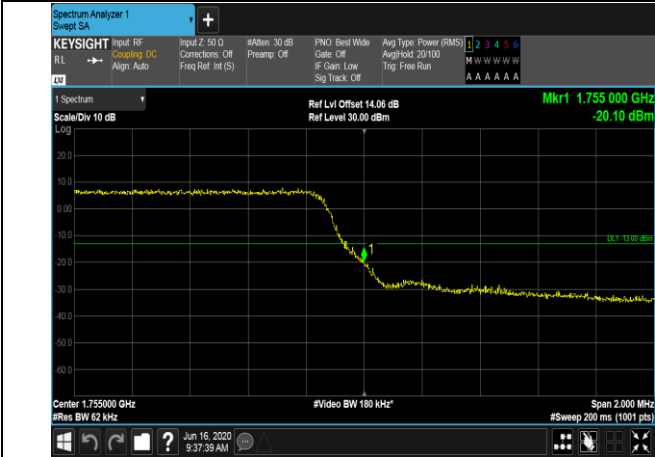 Spectrum Analyzer 1
Swept SA
+
KEYSIGHT
RL
LXI
Input: RF
Coupling: DC
Align: Auto
Input Z: 50 Ω
Corrections: Off
Freq Ref: Int (S)
#Atten: 30 dB
Preamp: Off
PNO: Best Wide
Gate: Off
IF Gain: Low
Sig Track: Off
Avg Type: Power (RMS)
Avg|Hold: 20/100
Trig: Free Run
1 2 3 4 5 6
M W W W W W
A A A A A A
1 Spectrum
Scale/Div 10 dB
Ref Lvl Offset 14.06 dB
Ref Level 30.00 dBm
Mkr1 1.755 000 GHz
-20.10 dBm
Log
20.0
10.0
0.00
-10.0
DL1 -13.00 dBm
1
-20.0
-30.0
-40.0
-50.0
-60.0
Center 1.755000 GHz
#Video BW 180 kHz*
Span 2.000 MHz
#Res BW 62 kHz
#Sweep 200 ms (1001 pts)
?
Jun 16, 2020
9:37:39 AM